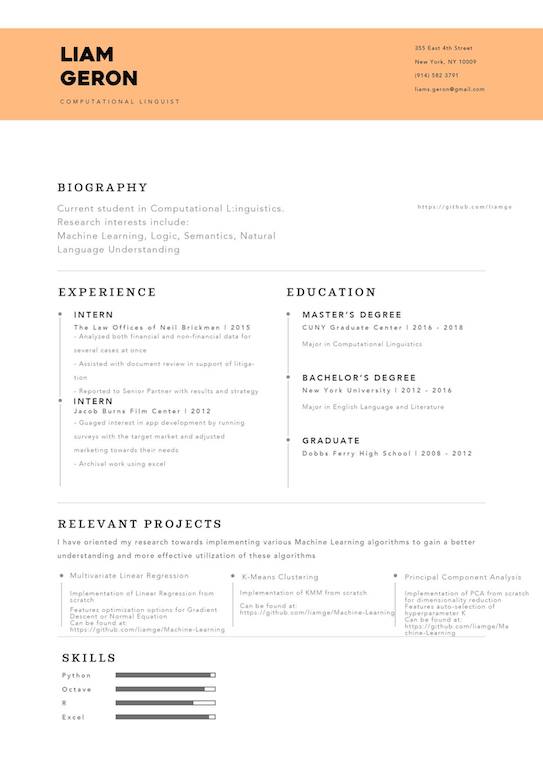 LIAM
GERON
COMPUTATIONAL LINGUIST
355 East 4th Street
New York, NY 10009
(914) 582 3791
liams.geron@gmail.com
BIOGRAPHY
Current student in Computational L:inguistics.
Research interests include:
Machine Learning, Logic, Semantics, Natural
Language Understanding
https://github.com/liamge
EXPERIENCE
INTERN
The Law Offices of Neil Brickman | 2015
- Analyzed both financial and non-financial data for
several cases at once
- Assisted with document review in support of litiga-
tion
- Reported to Senior Partner with results and strategy
INTERN
Jacob Burns Film Center | 2012
- Guaged interest in app development by running
surveys with the target market and adjusted
marketing towards their needs
- Archival work using excel
EDUCATION
MASTER'S DEGREE
CUNY Graduate Center | 2016 - 2018
Major in Computational Linguistics
BACHELOR'S DEGREE
New York University | 2012 - 2016
Major in English Language and Literature
GRADUATE
Dobbs Ferry High School | 2008 - 2012
RELEVANT PROJECTS
I have oriented my research towards implementing various Machine Learning algorithms to gain a better
understanding and more effective utilization of these algorithms
Multivariate Linear Regression
Implementation of Linear Regression from
scratch
Features optimization options for Gradient
Descent or Normal Equation
Can be found at:
https://github.com/liamge/Machine-Learning
K-Means Clustering
Implementation of KMM from scratch
Can be found at:
https://github.com/liamge/Machine-Learning
Principal Component Analysis
Implementation of PCA from scratch
for dimensionality reduction
Features auto-selection of
hyperparameter K
Can be found at:
https://github.com/liamge/Ma
chine-Learning
SKILLS
Python
Octave
R
Excel